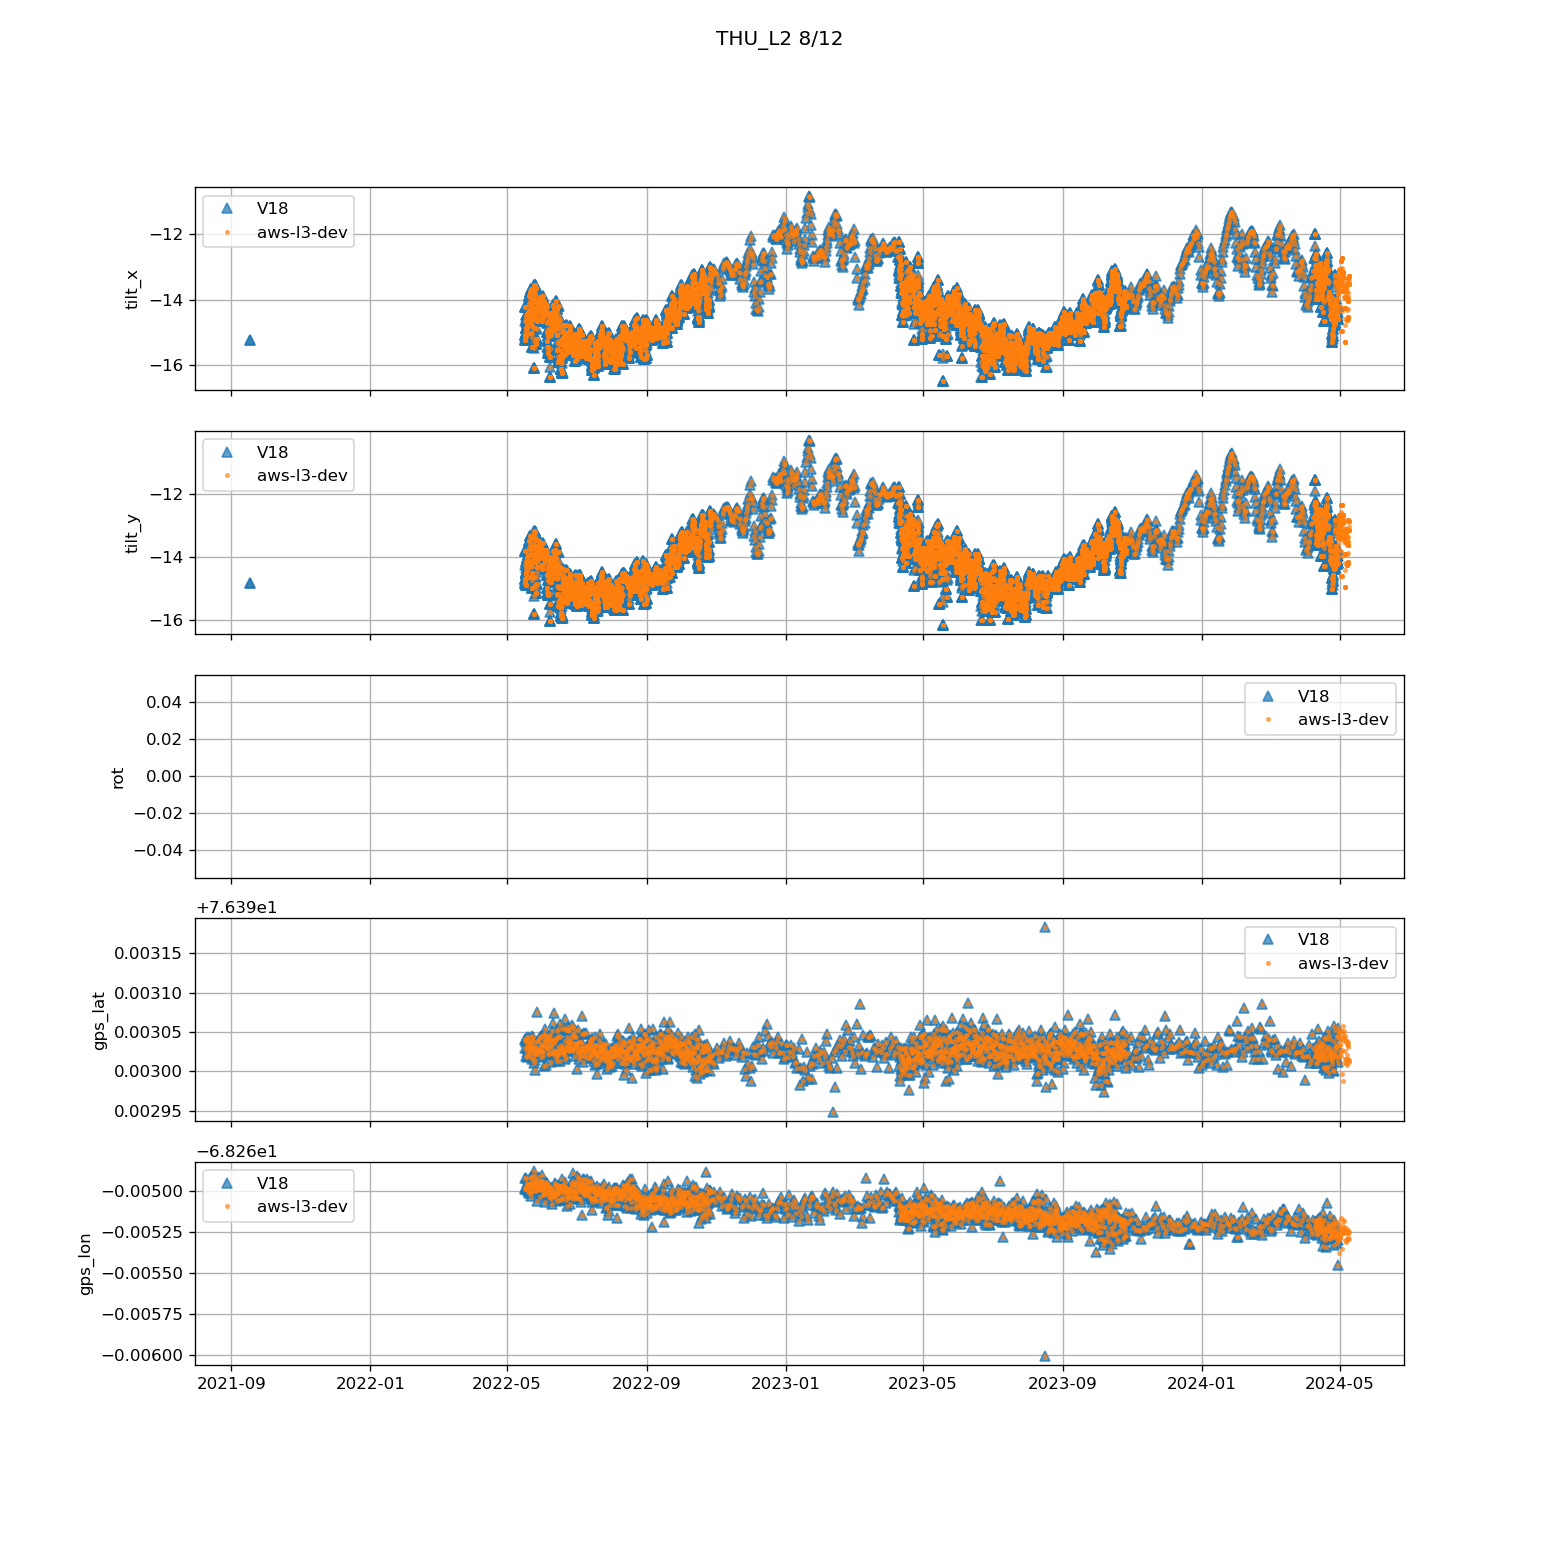 THU_L2 8/12
V18
aws-l3-dev
−12
−14
−16
tilt_x
V18
aws-l3-dev
−12
−14
−16
tilt_y
V18
aws-l3-dev
0.04
0.02
0.00
−0.02
−0.04
rot
+7.639e1
V18
aws-l3-dev
0.00315
0.00310
0.00305
0.00300
0.00295
gps_lat
−6.826e1
V18
aws-l3-dev
−0.00500
−0.00525
−0.00550
−0.00575
−0.00600
gps_lon
2021-09 2022-01 2022-05 2022-09 2023-01 2023-05 2023-09 2024-01 2024-05